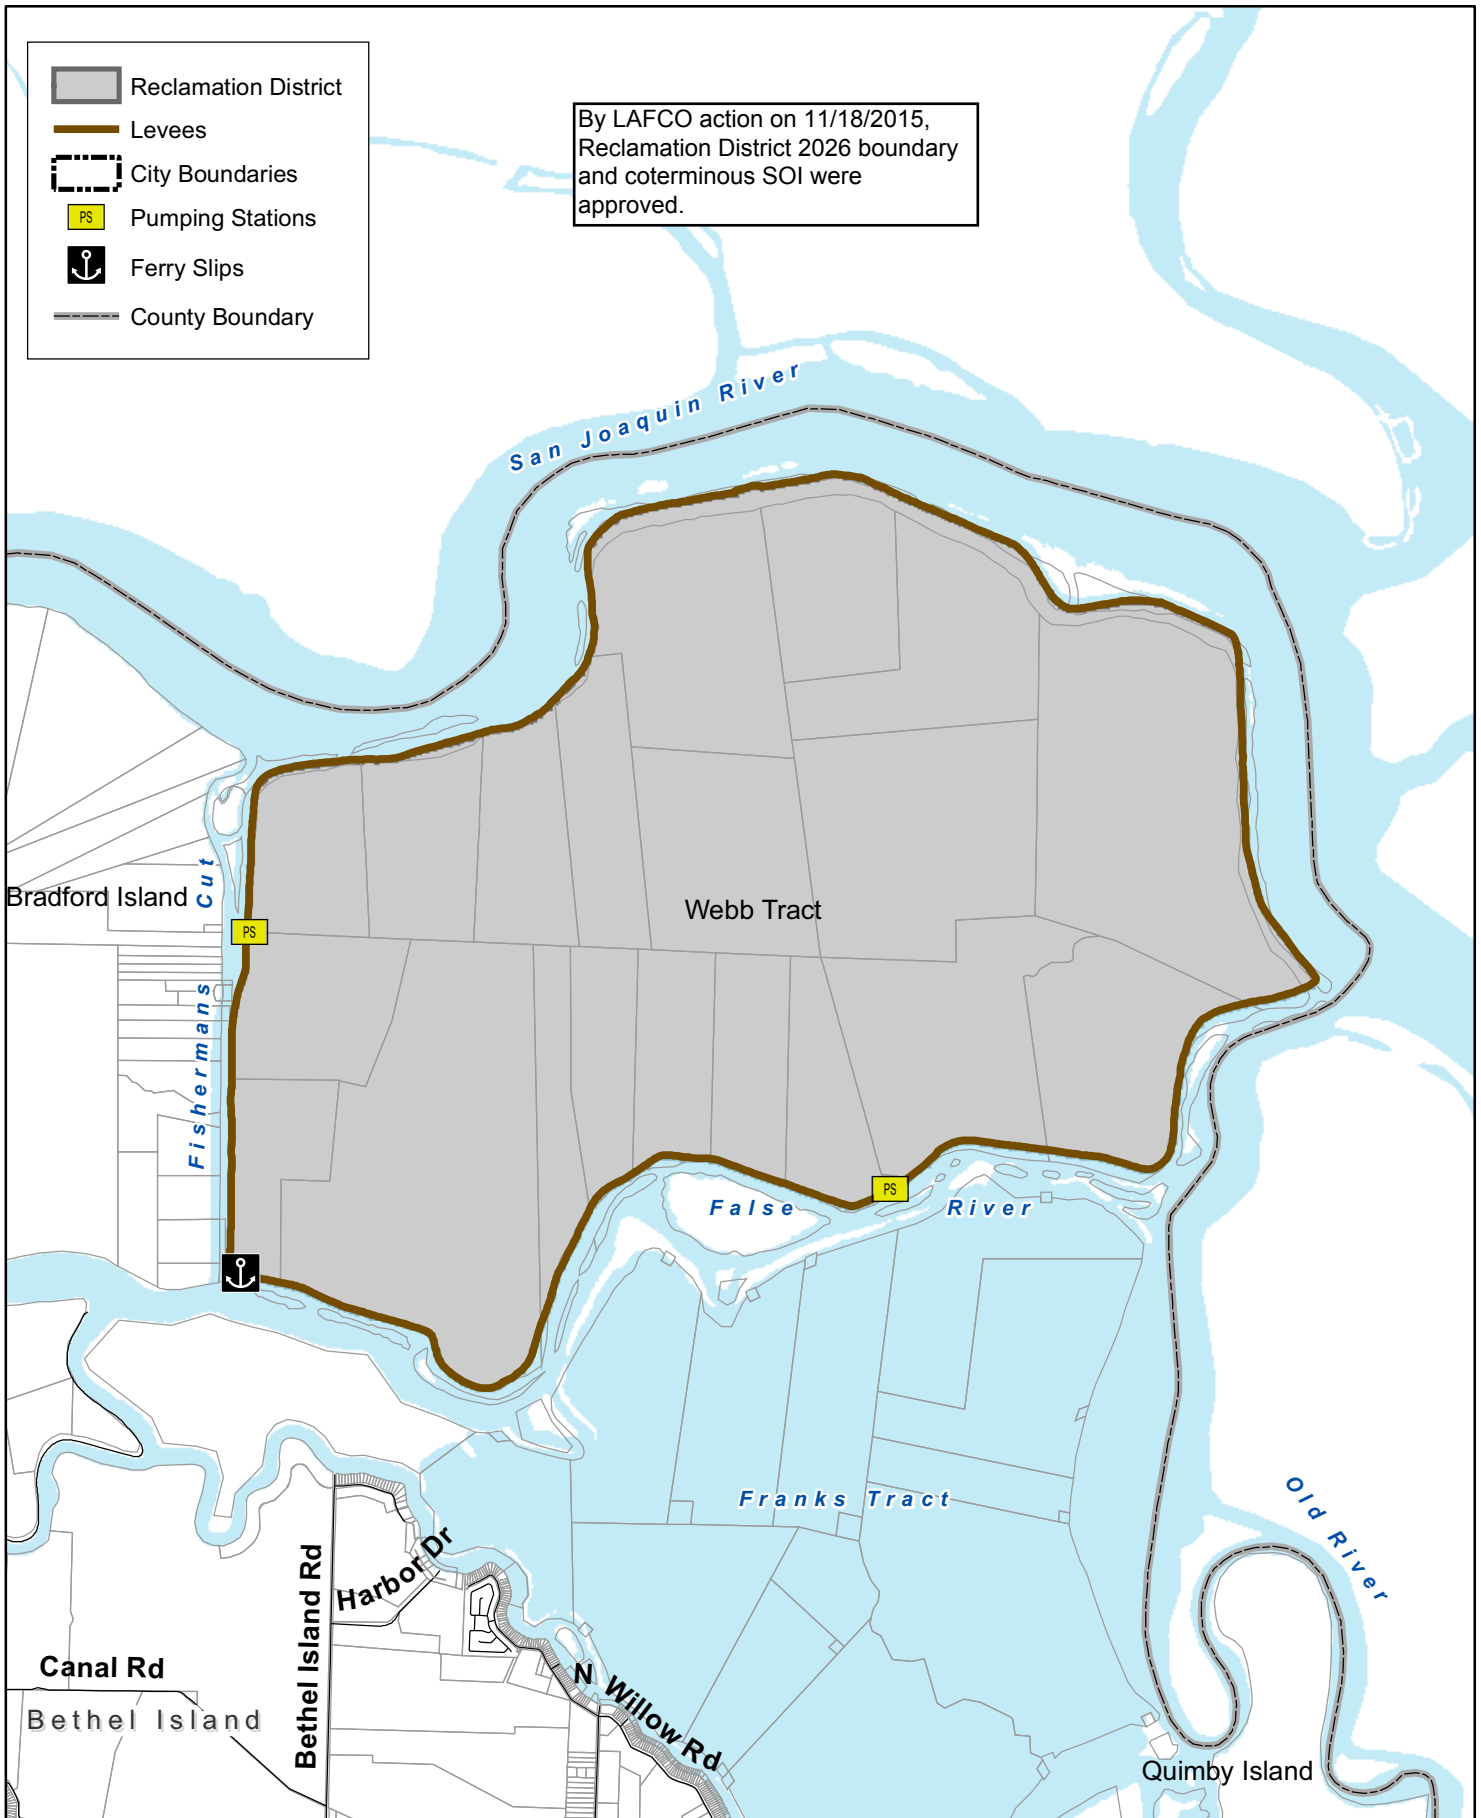 Reclamation District
Levees
City Boundaries
PS Pumping Stations
Ferry Slips
County Boundary
By LAFCO action on 11/18/2015,
Reclamation District 2026 boundary
and coterminous SOI were
approved.
San Joaquin River
Bradford Island
Fishermans Cut
PS
Webb Tract
PS
False River
Franks Tract
Old River
Harbor Dr
Bethel Island Rd
Canal Rd
Bethel Island
N Willow Rd
Quimby Island